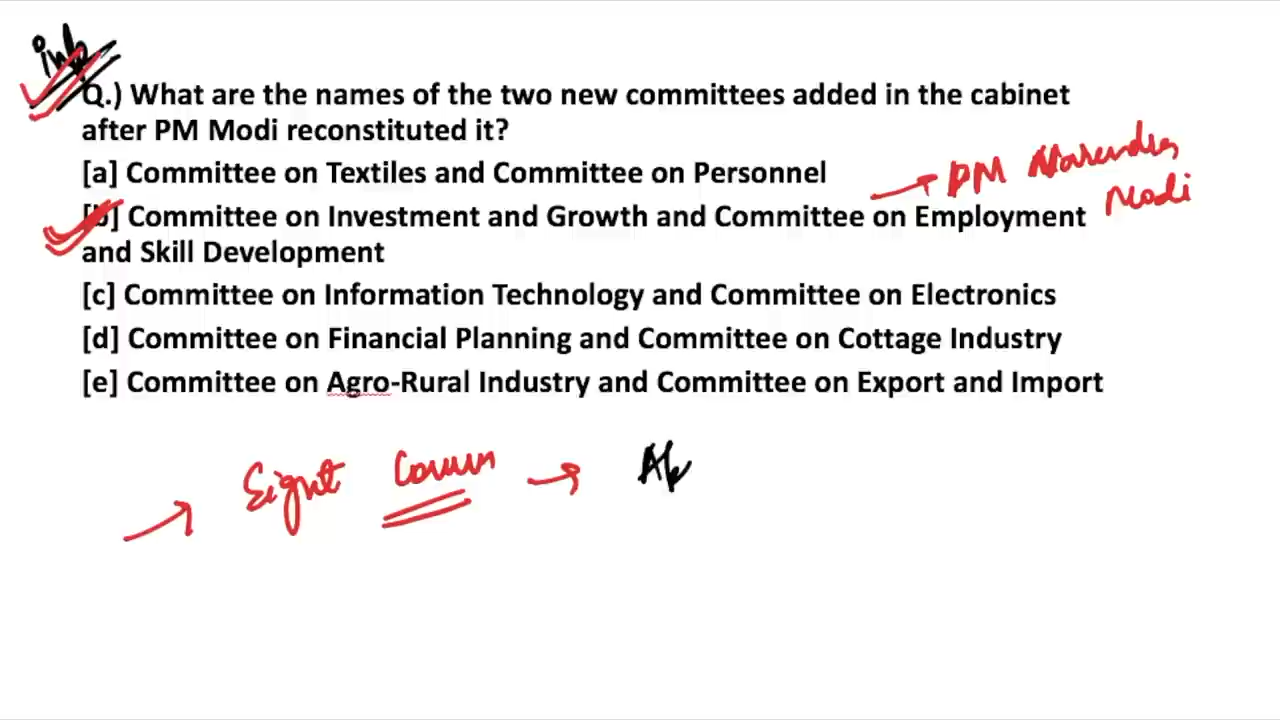 imp
Q.) What are the names of the two new committees added in the cabinet
after PM Modi reconstituted it?
[a] Committee on Textiles and Committee on Personnel
→ PM Narendra
Modi
[b] Committee on Investment and Growth and Committee on Employment
and Skill Development
[c] Committee on Information Technology and Committee on Electronics
[d] Committee on Financial Planning and Committee on Cottage Industry
[e] Committee on Agro-Rural Industry and Committee on Export and Import
→ Eight Comm →